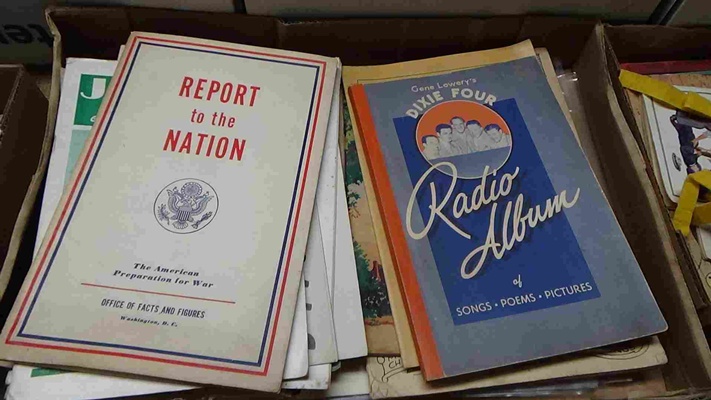 REPORT
to the
NATION
The American
Preparation for War
OFFICE OF FACTS AND FIGURES
Washington, D. C.
Gene Lowery's
DIXIE FOUR
Radio
Album
of
SONGS • POEMS • PICTURES
J